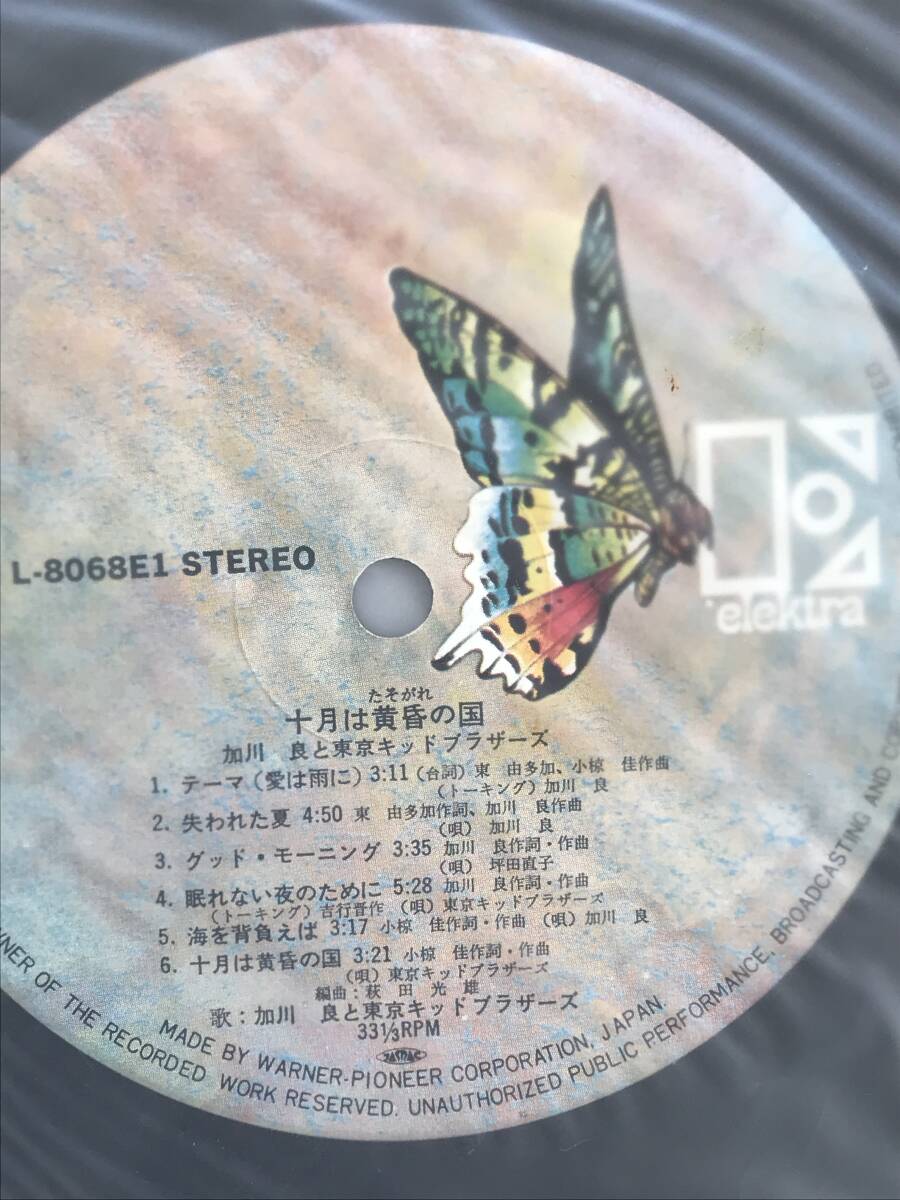 elektra
L-8068E1 STEREO
たそがれ
十月は黄昏の国
加川 良と東京キッドブラザーズ
1. テーマ(愛は雨に) 3:11 (台詞) 東 由多加、小椋 佳作曲
(トーキング) 加川 良
2. 失われた夏 4:50 東 由多加作詞、加川 良作曲
(唄) 加川 良
3. グッド・モーニング 3:35 加川 良作詞・作曲
(唄) 坪田直子
4. 眠れない夜のために 5:28 加川 良作詞・作曲
(トーキング) 吉行晋作 (唄) 東京キッドブラザーズ
5. 海を背負えば 3:17 小椋 佳作詞・作曲 (唄) 加川 良
6. 十月は黄昏の国 3:21 小椋 佳作詞・作曲
(唄) 東京キッドブラザーズ
編曲:萩田光雄
歌:加川 良と東京キッドブラザーズ
33 1/3 RPM
JASRAC
MADE BY WARNER-PIONEER CORPORATION, JAPAN.
OF THE RECORDED WORK RESERVED. UNAUTHORIZED PUBLIC PERFORMANCE, BROADCASTING AND